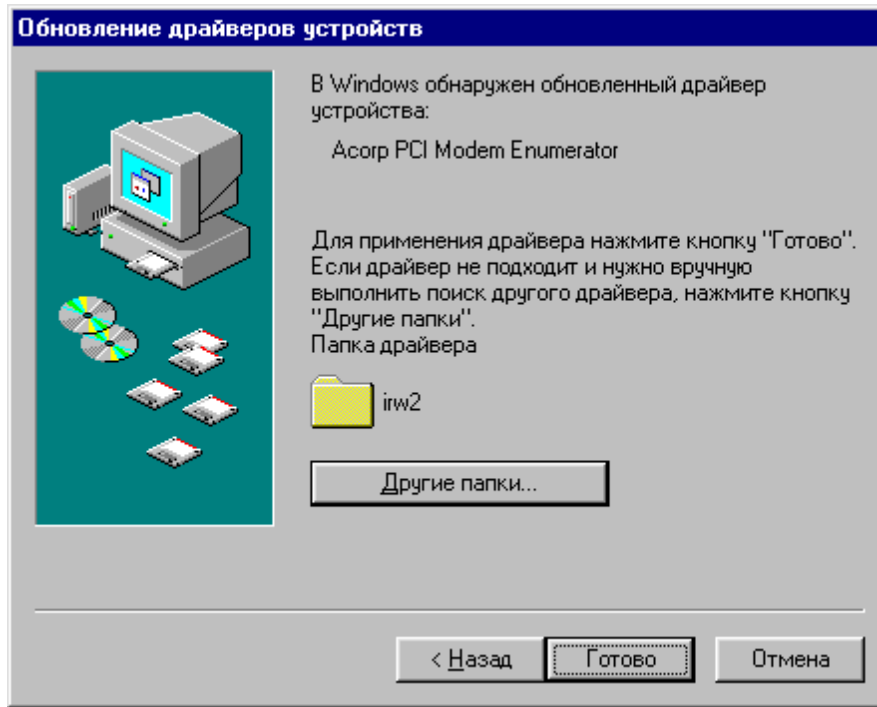 Обновление драйверов устройств
В Windows обнаружен обновленный драйвер
устройства:
Acorp PCI Modem Enumerator
Для применения драйвера нажмите кнопку "Готово".
Если драйвер не подходит и нужно вручную
выполнить поиск другого драйвера, нажмите кнопку
"Другие папки".
Папка драйвера
irw2
Другие папки...
< Назад
Готово
Отмена